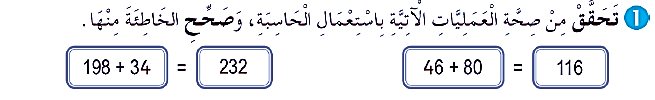 1 تَحَقَّقْ مِنْ صِحَّةِ الْعَمَلِيَّاتِ الْآتِيَّةِ بِاسْتِعْمَالِ الْحَاسِبَةِ، وَصَحِّحِ الْخَاطِئَةَ مِنْهَا.
198 + 34 = 232 46 + 80 = 116